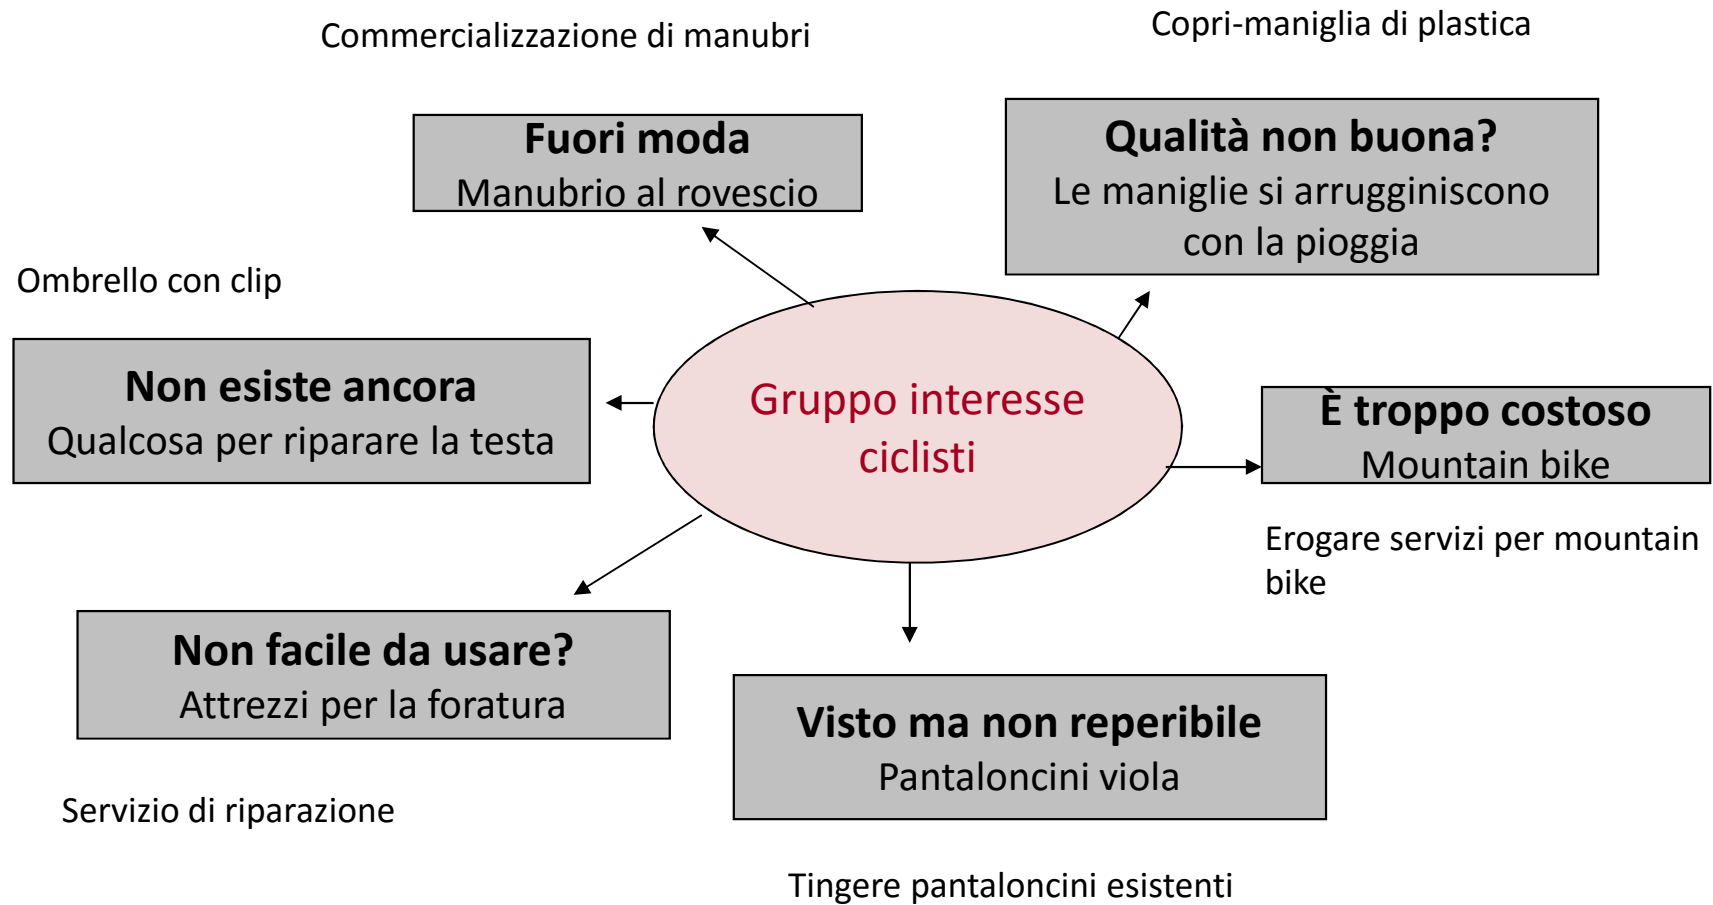 Commercializzazione di manubri
Copri-maniglia di plastica
Fuori moda
Manubrio al rovescio
Qualità non buona?
Le maniglie si arrugginiscono
con la pioggia
Ombrello con clip
Non esiste ancora
Qualcosa per riparare la testa
Gruppo interesse
ciclisti
È troppo costoso
Mountain bike
Erogare servizi per mountain
bike
Non facile da usare?
Attrezzi per la foratura
Visto ma non reperibile
Pantaloncini viola
Servizio di riparazione
Tingere pantaloncini esistenti